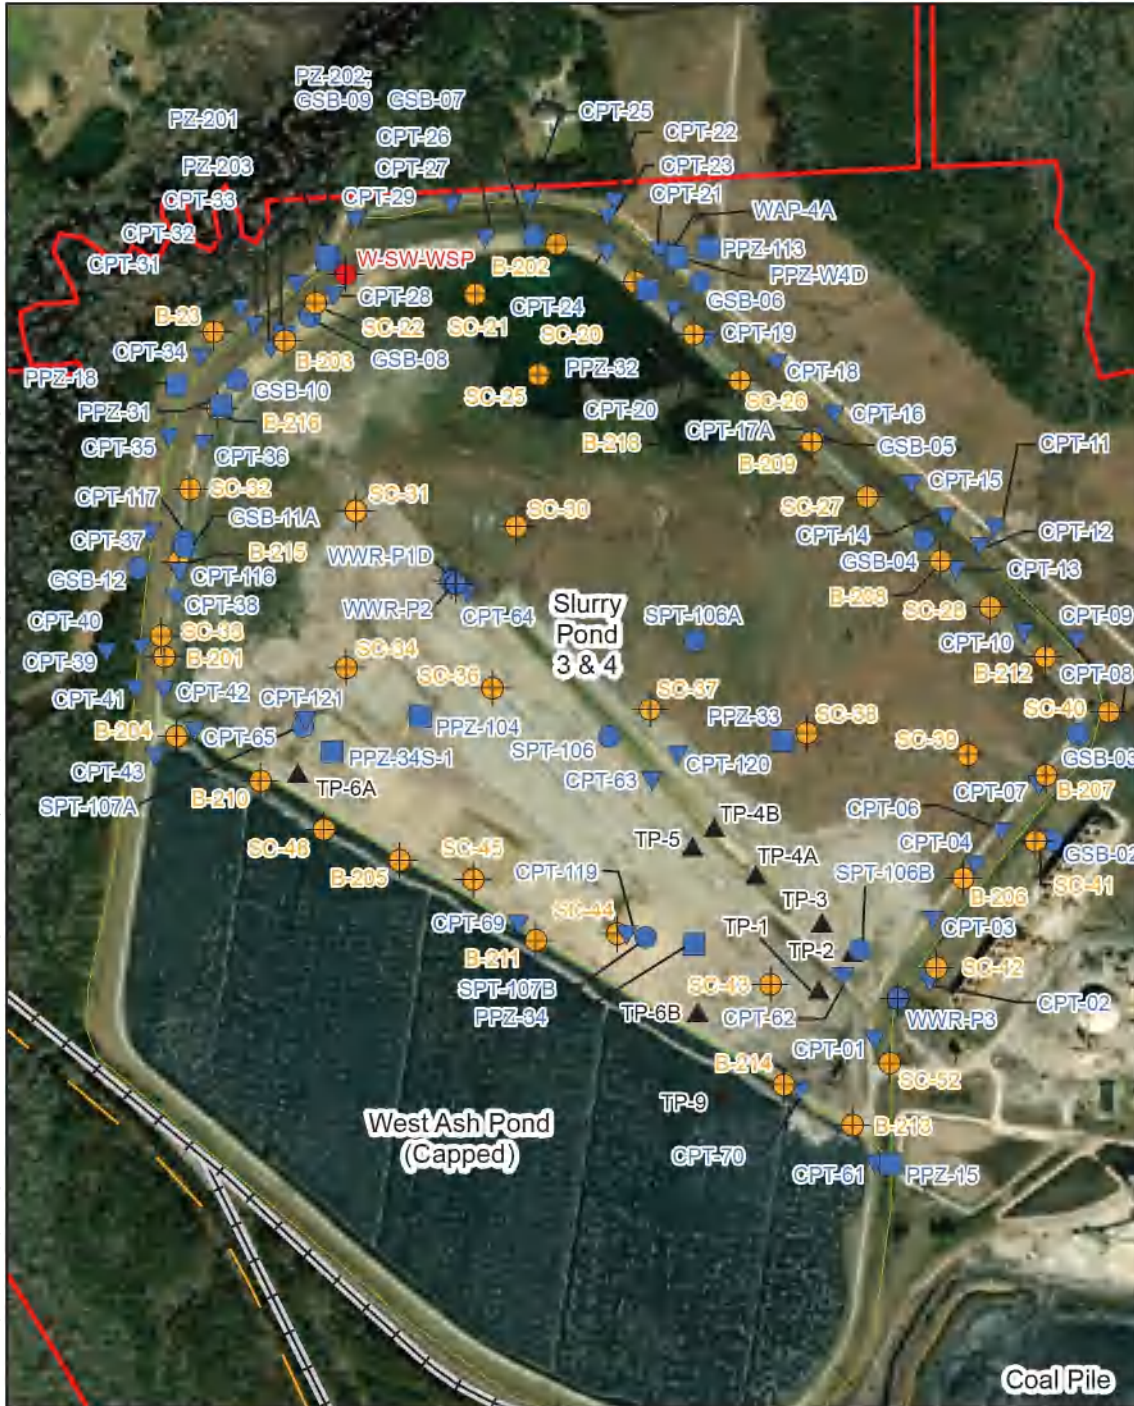 PZ-202;
GSB-09
GSB-07
CPT-25
PZ-201
CPT-26
CPT-22
CPT-27
CPT-23
PZ-203
CPT-33
CPT-29
CPT-21
WAP-4A
CPT-32
PPZ-113
CPT-31
W-SW-WSP
B-202
PPZ-W4D
CPT-28
CPT-24
GSB-06
B-23
SC-22
SC-21
SC-20
CPT-19
CPT-34
B-203
GSB-08
PPZ-32
CPT-18
PPZ-18
GSB-10
SC-25
SC-26
PPZ-31
CPT-20
CPT-16
B-216
CPT-17A
CPT-35
B-218
GSB-05
CPT-11
CPT-36
B-209
CPT-15
SC-32
CPT-117
SC-31
SC-27
GSB-11A
SC-30
CPT-14
CPT-12
CPT-37
B-215
WWR-P1D
GSB-04
CPT-13
GSB-12
CPT-116
WWR-P2
CPT-64
B-208
CPT-38
Slurry
Pond
3 & 4
SC-28
CPT-09
CPT-40
SC-33
SPT-106A
CPT-10
CPT-39
B-201
SC-34
B-212
CPT-08
CPT-41
CPT-42
CPT-121
SC-36
SC-37
SC-40
B-204
CPT-65
PPZ-104
PPZ-33
SC-38
SC-39
CPT-43
PPZ-34S-1
SPT-106
CPT-120
GSB-03
SPT-107A
B-210
TP-6A
CPT-63
CPT-07
B-207
CPT-06
SC-46
TP-5
TP-4B
CPT-04
GSB-02
B-205
SC-45
CPT-119
TP-4A
SPT-106B
B-206
SC-41
CPT-69
SC-44
TP-3
TP-1
CPT-03
B-211
TP-2
SC-42
SPT-107B
SC-43
CPT-02
PPZ-34
TP-6B
CPT-62
WWR-P3
CPT-01
B-214
SC-52
TP-9
West Ash Pond
(Capped)
B-213
CPT-70
CPT-61
PPZ-15
Coal Pile